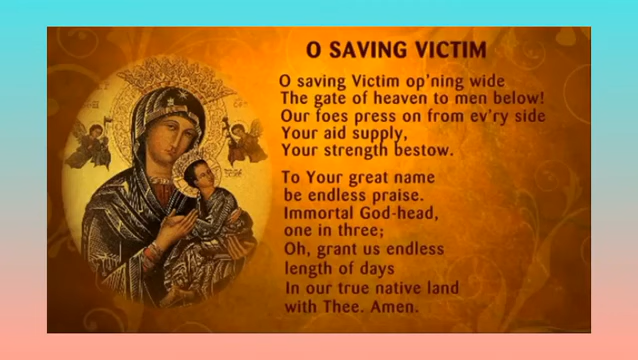 O SAVING VICTIM
O saving Victim op'ning wide
The gate of heaven to men below!
Our foes press on from ev'ry side
Your aid supply,
Your strength bestow.
To Your great name
be endless praise.
Immortal God-head,
one in three;
Oh, grant us endless
length of days
In our true native land
with Thee. Amen.